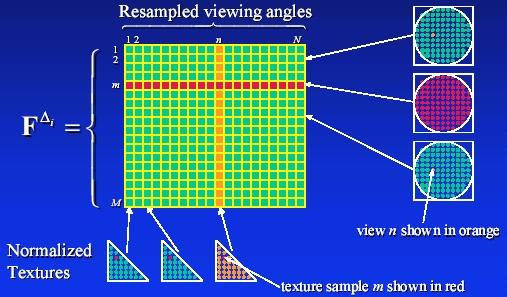 Resampled viewing angles
1 2 n N
1
2
m
F^Δi =
M
view n shown in orange
Normalized
Textures
texture sample m shown in red